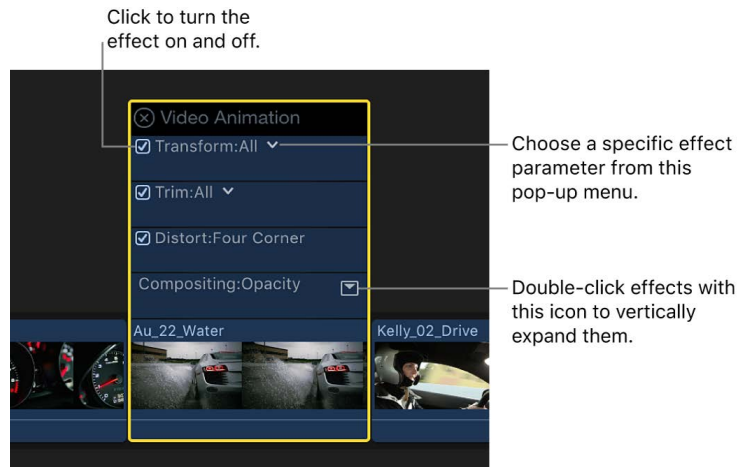 Click to turn the
effect on and off.
Video Animation
Transform:All
Choose a specific effect
parameter from this
pop-up menu.
Trim:All
Distort:Four Corner
Compositing:Opacity
Double-click effects with
this icon to vertically
expand them.
Au_22_Water
Kelly_02_Drive